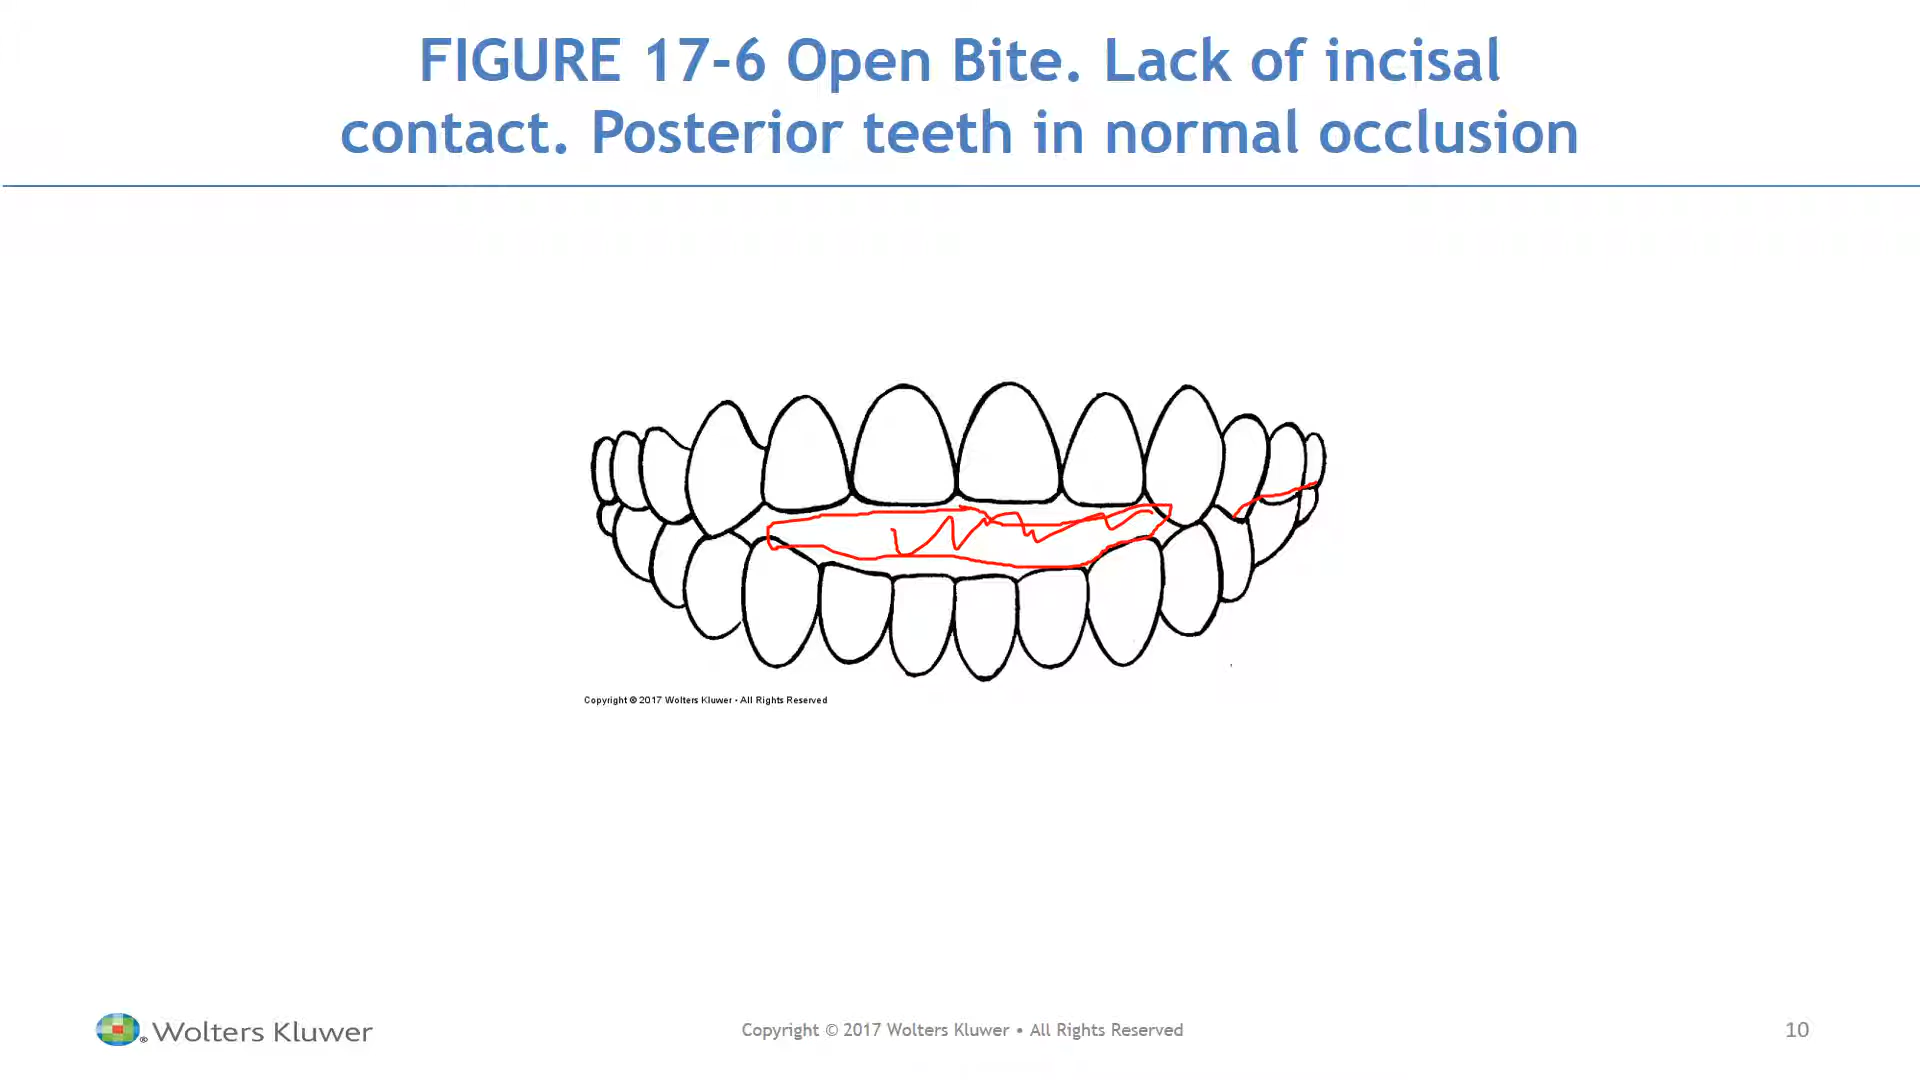 FIGURE 17-6 Open Bite. Lack of incisal
contact. Posterior teeth in normal occlusion
Copyright © 2017 Wolters Kluwer • All Rights Reserved
® Wolters Kluwer
Copyright © 2017 Wolters Kluwer • All Rights Reserved
10